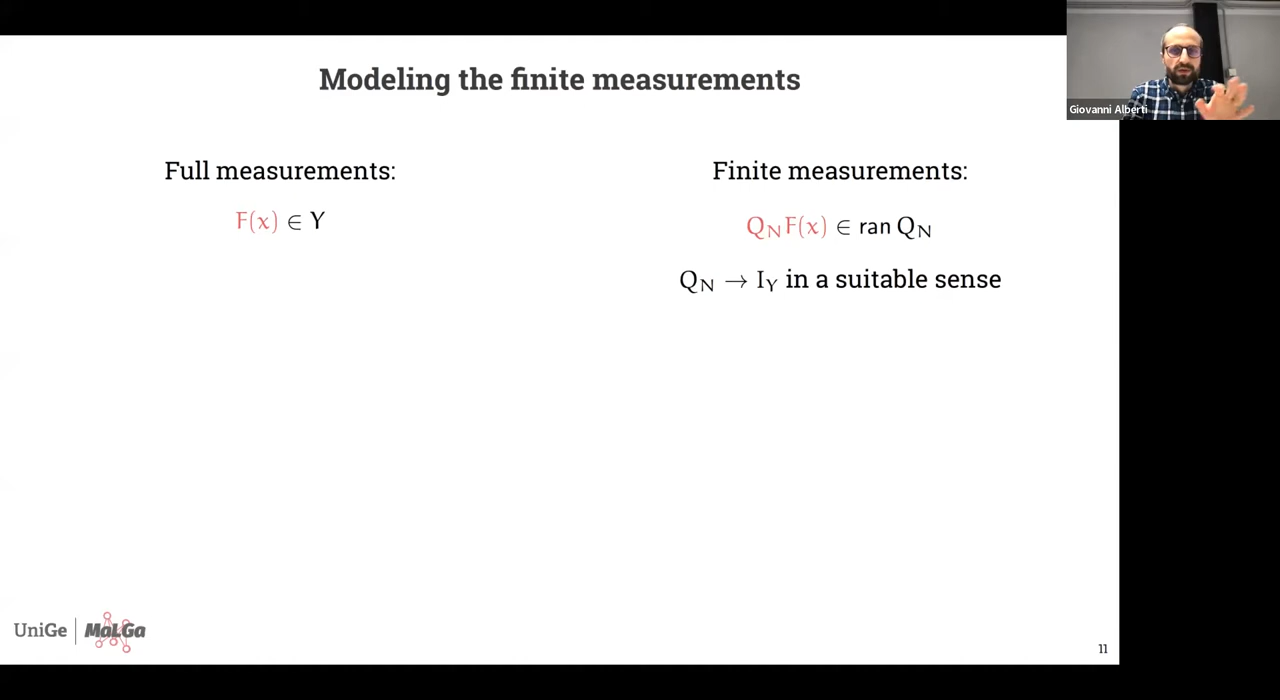 Modeling the finite measurements
Giovanni Alberti
Full measurements:
F(x) ∈ Y
Finite measurements:
Q_N F(x) ∈ ran Q_N
Q_N → I_Y in a suitable sense
UniGe
MaLGa
11